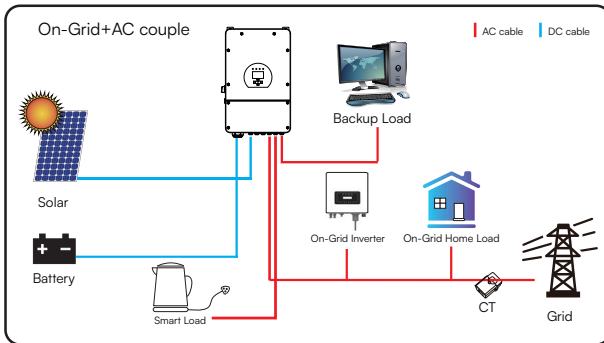 On-Grid+AC couple
AC cable
DC cable
Backup Load
Solar
On-Grid Inverter
On-Grid Home Load
Battery
Smart Load
CT
Grid